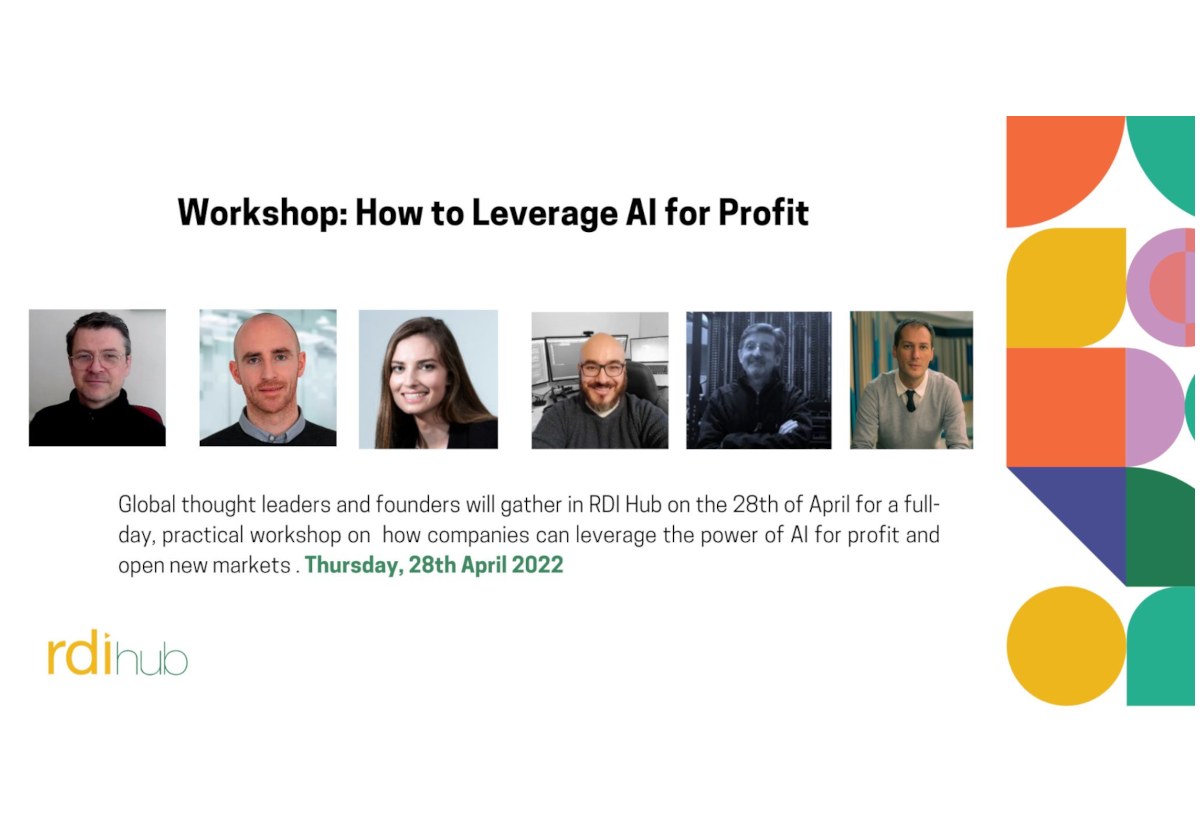 Workshop: How to Leverage AI for Profit
Global thought leaders and founders will gather in RDI Hub on the 28th of April for a full-
day, practical workshop on how companies can leverage the power of AI for profit and
open new markets . Thursday, 28th April 2022
rdihub